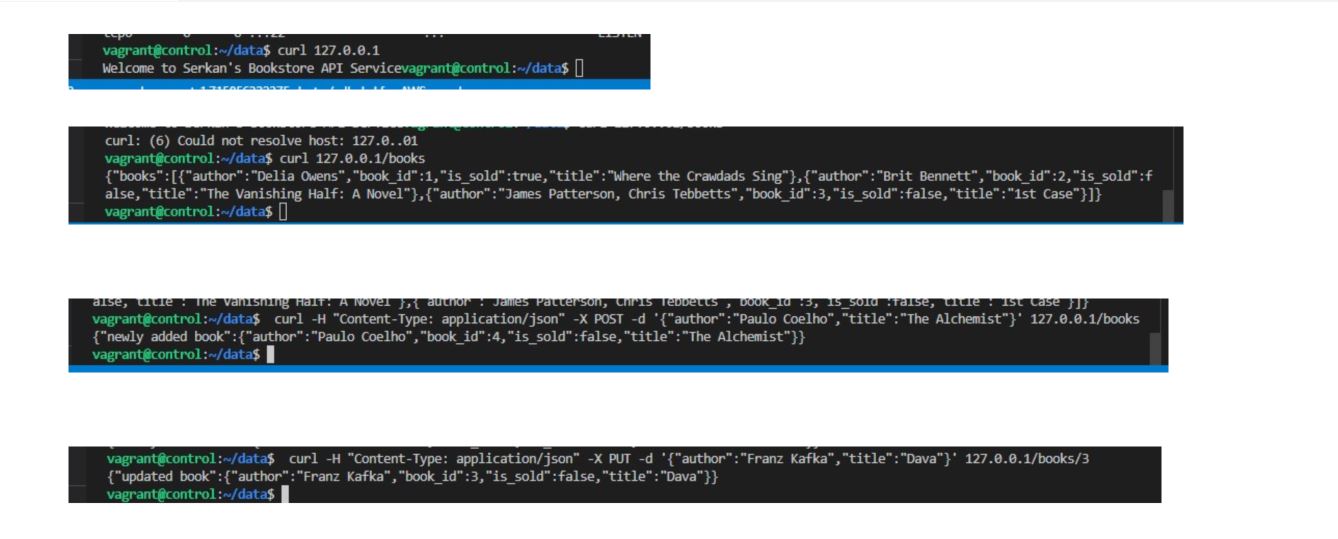 vagrant@control:~/data$ curl 127.0.0.1
Welcome to Serkan's Bookstore API Servicevagrant@control:~/data$
curl: (6) Could not resolve host: 127.0..01
vagrant@control:~/data$ curl 127.0.0.1/books
{"books":[{"author":"Delia Owens","book_id":1,"is_sold":true,"title":"Where the Crawdads Sing"},{"author":"Brit Bennett","book_id":2,"is_sold":f
alse,"title":"The Vanishing Half: A Novel"},{"author":"James Patterson, Chris Tebbetts","book_id":3,"is_sold":false,"title":"1st Case"}]}
vagrant@control:~/data$
alse,"title":"The Vanishing Half: A Novel"},{"author":"James Patterson, Chris Tebbetts","book_id":3,"is_sold":false,"title":"1st Case"}]}
vagrant@control:~/data$  curl -H "Content-Type: application/json" -X POST -d '{"author":"Paulo Coelho","title":"The Alchemist"}' 127.0.0.1/books
{"newly added book":{"author":"Paulo Coelho","book_id":4,"is_sold":false,"title":"The Alchemist"}}
vagrant@control:~/data$
vagrant@control:~/data$  curl -H "Content-Type: application/json" -X PUT -d '{"author":"Franz Kafka","title":"Dava"}' 127.0.0.1/books/3
{"updated book":{"author":"Franz Kafka","book_id":3,"is_sold":false,"title":"Dava"}}
vagrant@control:~/data$